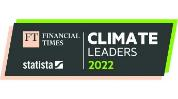 FT FINANCIAL TIMES
statista
CLIMATE
LEADERS
2022